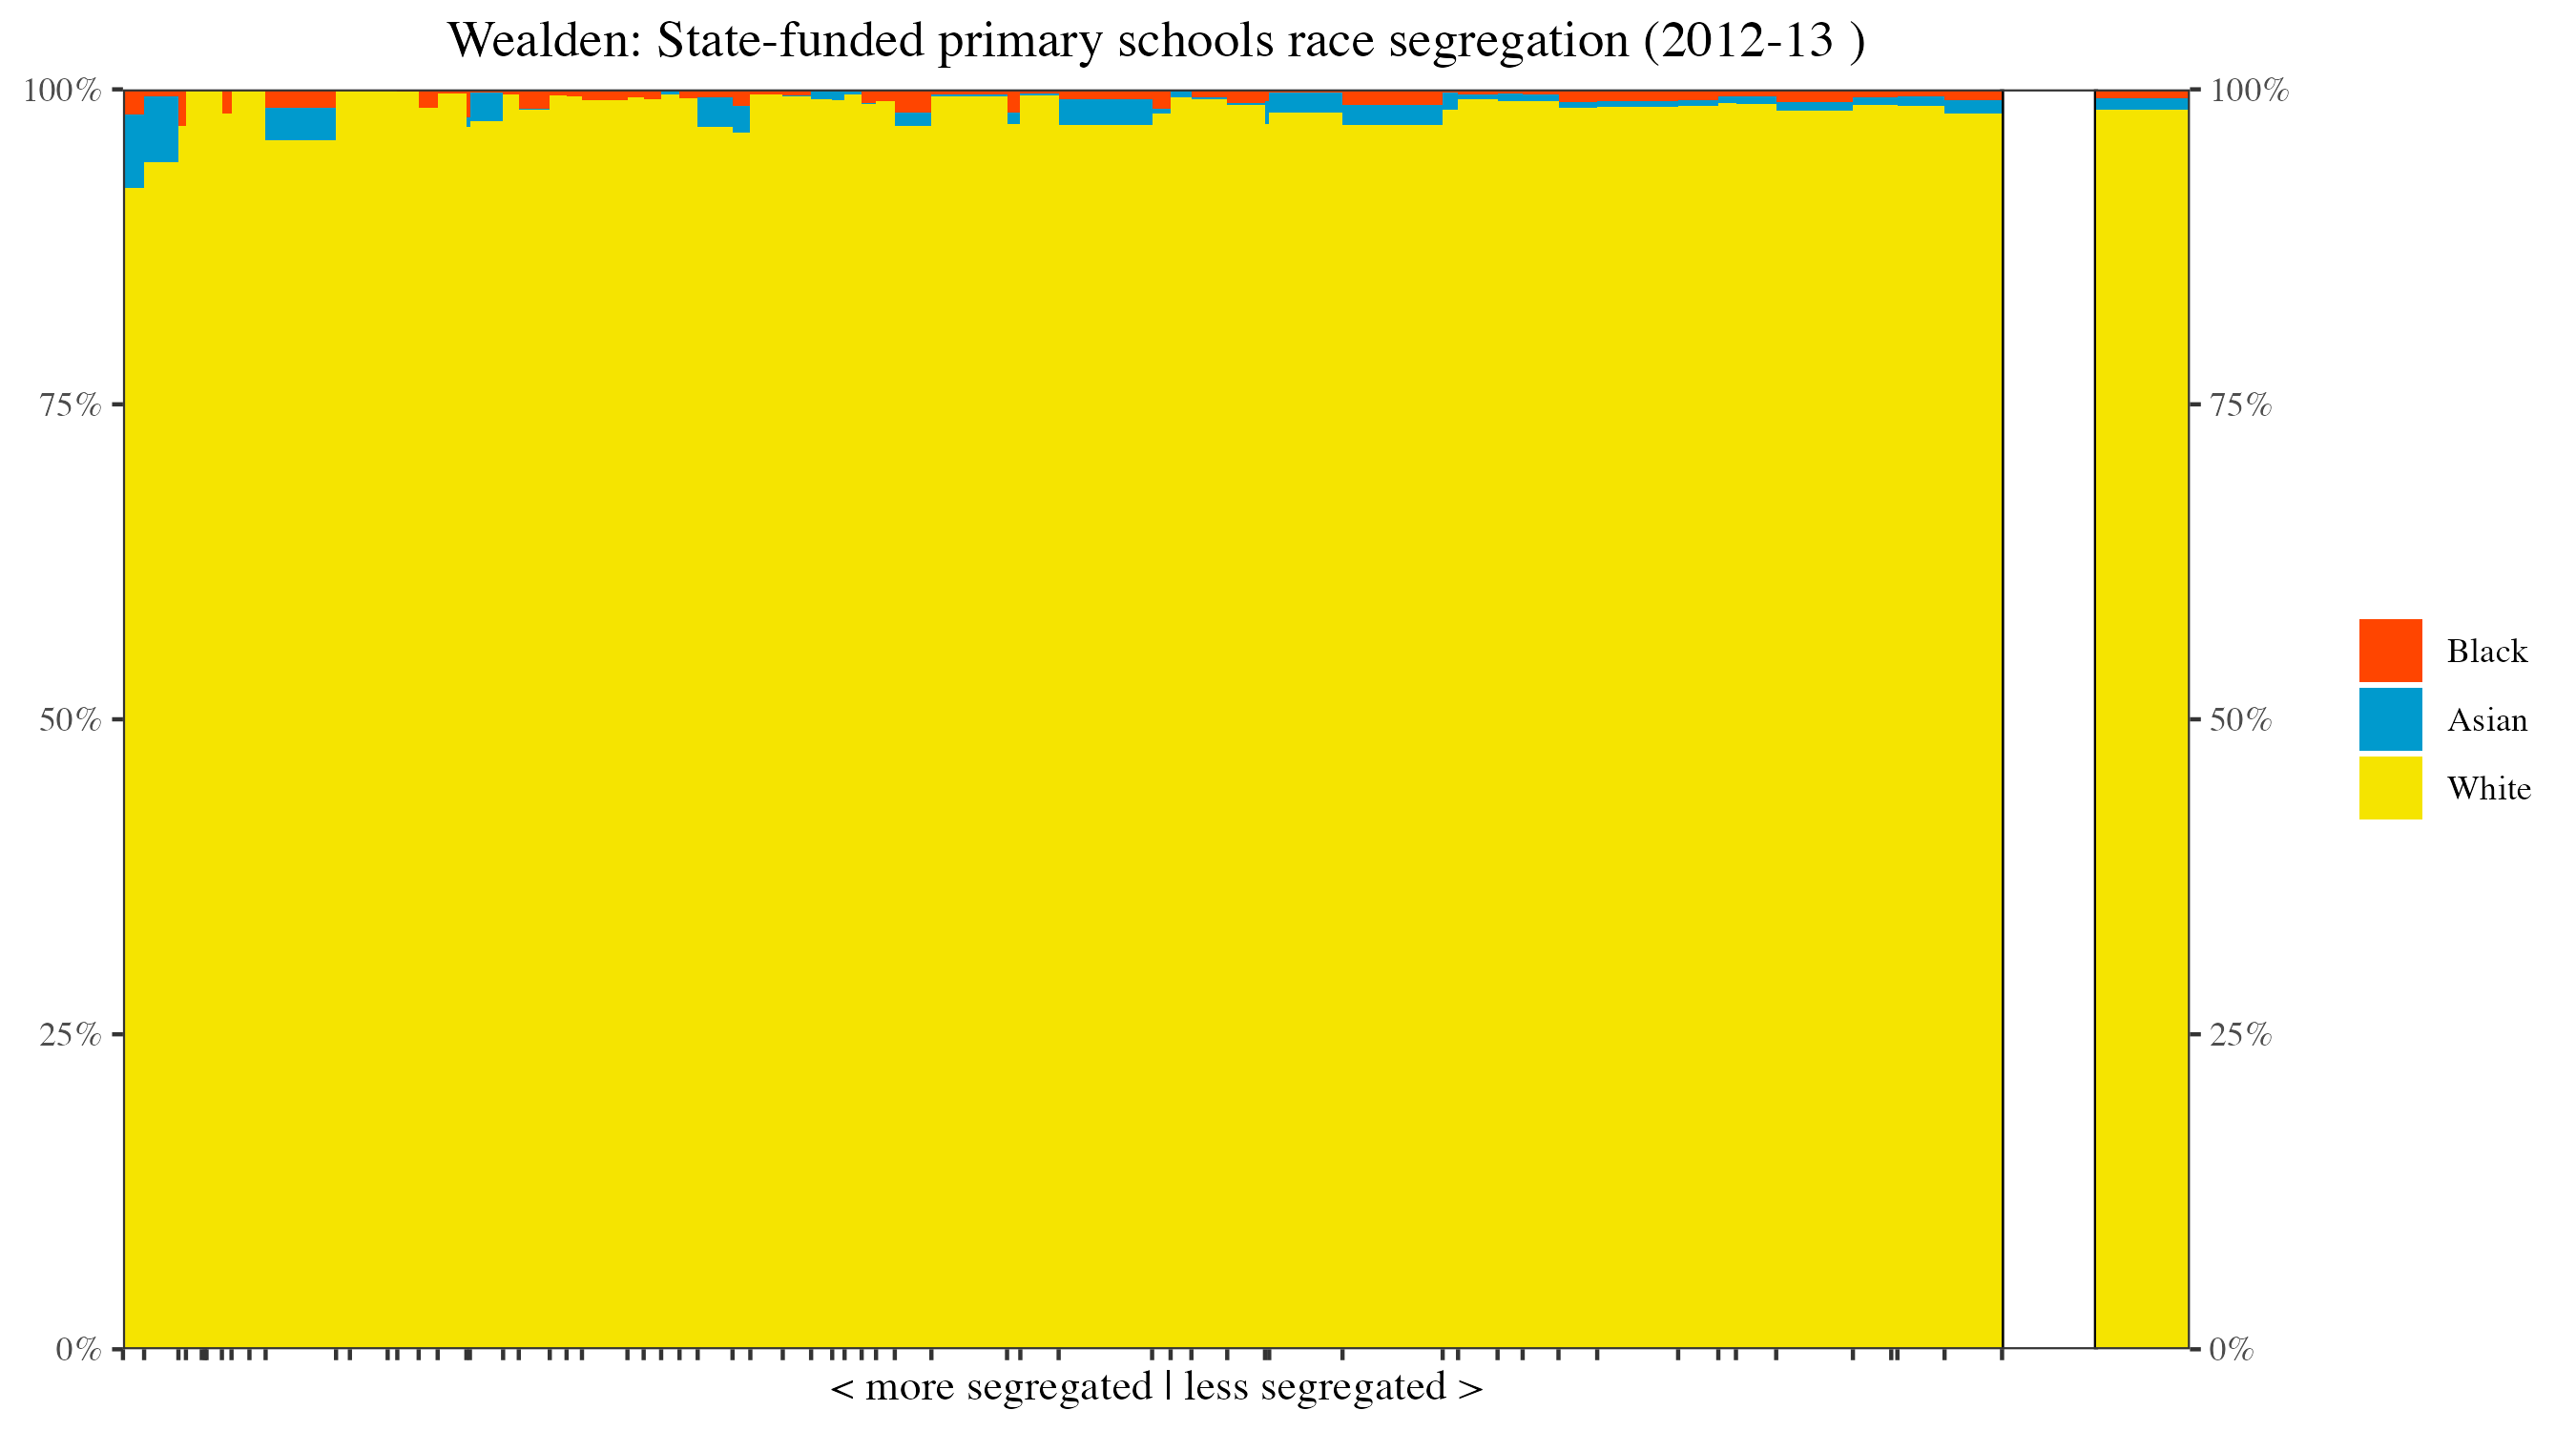 Wealden: State-funded primary schools race segregation (2012-13 )
100%
75%
50%
25%
0%
100%
75%
50%
25%
0%
Black
Asian
White
< more segregated | less segregated >